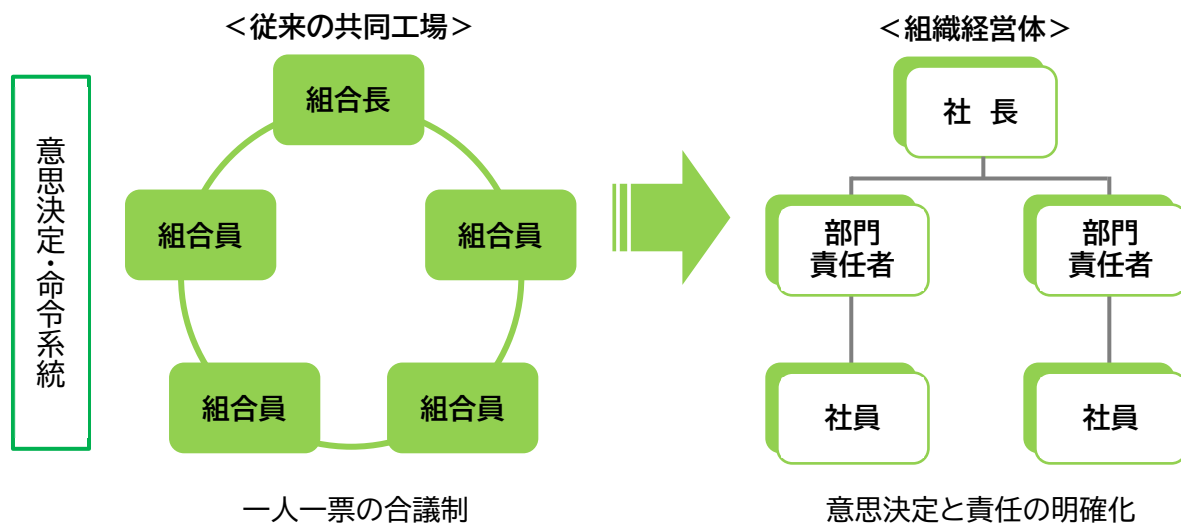 ＜従来の共同工場＞
＜組織経営体＞
意思決定・命令系統
組合長
組合員
組合員
組合員
組合員
社 長
部門
責任者
部門
責任者
社員
社員
一人一票の合議制
意思決定と責任の明確化